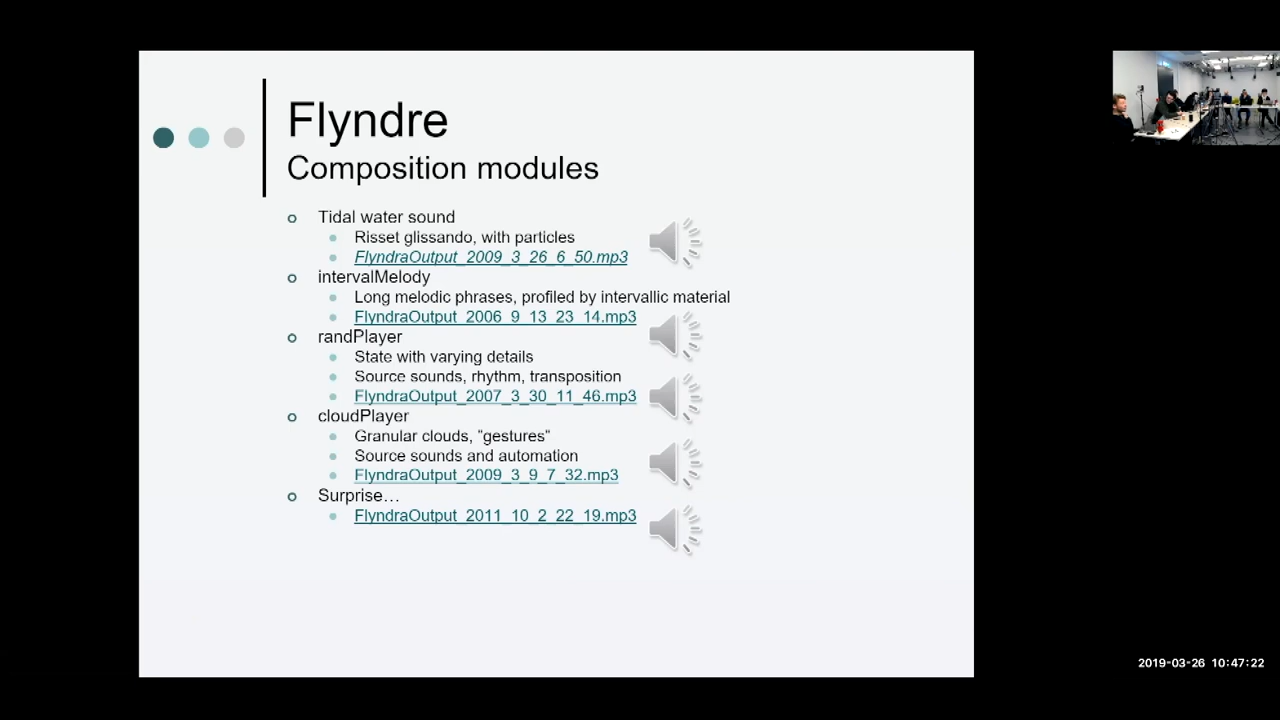 Flyndre
Composition modules
Tidal water sound
Risset glissando, with particles
FlyndraOutput_2009_3_26_6_50.mp3
intervalMelody
Long melodic phrases, profiled by intervallic material
FlyndraOutput_2006_9_13_23_14.mp3
randPlayer
State with varying details
Source sounds, rhythm, transposition
FlyndraOutput_2007_3_30_11_46.mp3
cloudPlayer
Granular clouds, "gestures"
Source sounds and automation
FlyndraOutput_2009_3_9_7_32.mp3
Surprise…
FlyndraOutput_2011_10_2_22_19.mp3
2019-03-26 10:47:22